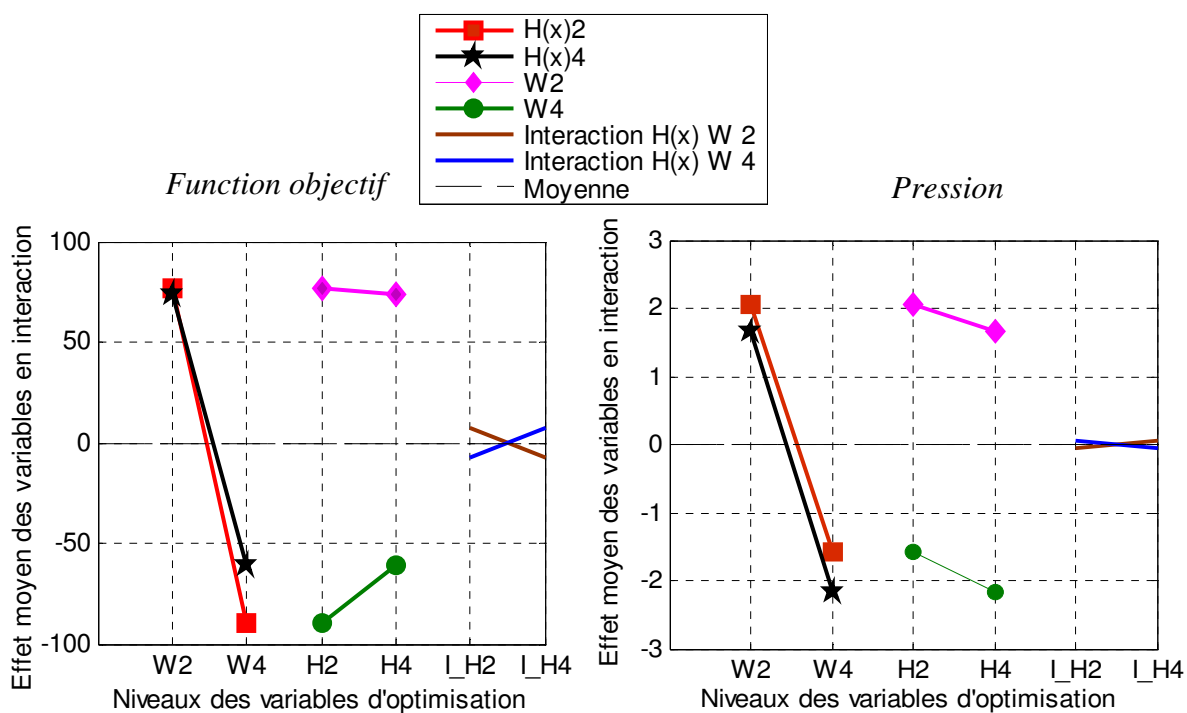 H(x)2
H(x)4
W2
W4
Interaction H(x) W 2
Interaction H(x) W 4
Moyenne
Function objectif
Pression
Effet moyen des variables en interaction
100
50
0
-50
-100
W2 W4 H2 H4 I_H2 I_H4
Niveaux des variables d'optimisation
Effet moyen des variables en interaction
3
2
1
0
-1
-2
-3
W2 W4 H2 H4 I_H2 I_H4
Niveaux des variables d'optimisation